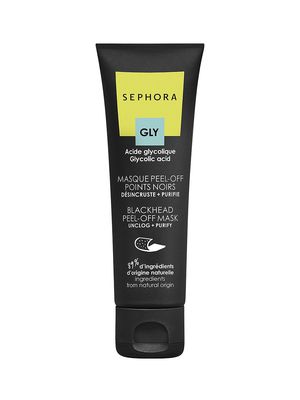 SEPHORA
GLY
Acide glycolique
Glycolic acid
MASQUE PEEL-OFF
POINTS NOIRS
DÉSINCRUSTE + PURIFIE
BLACKHEAD
PEEL-OFF MASK
UNCLOG + PURIFY
89% d'ingrédients
d'origine naturelle
ingredients
from natural origin